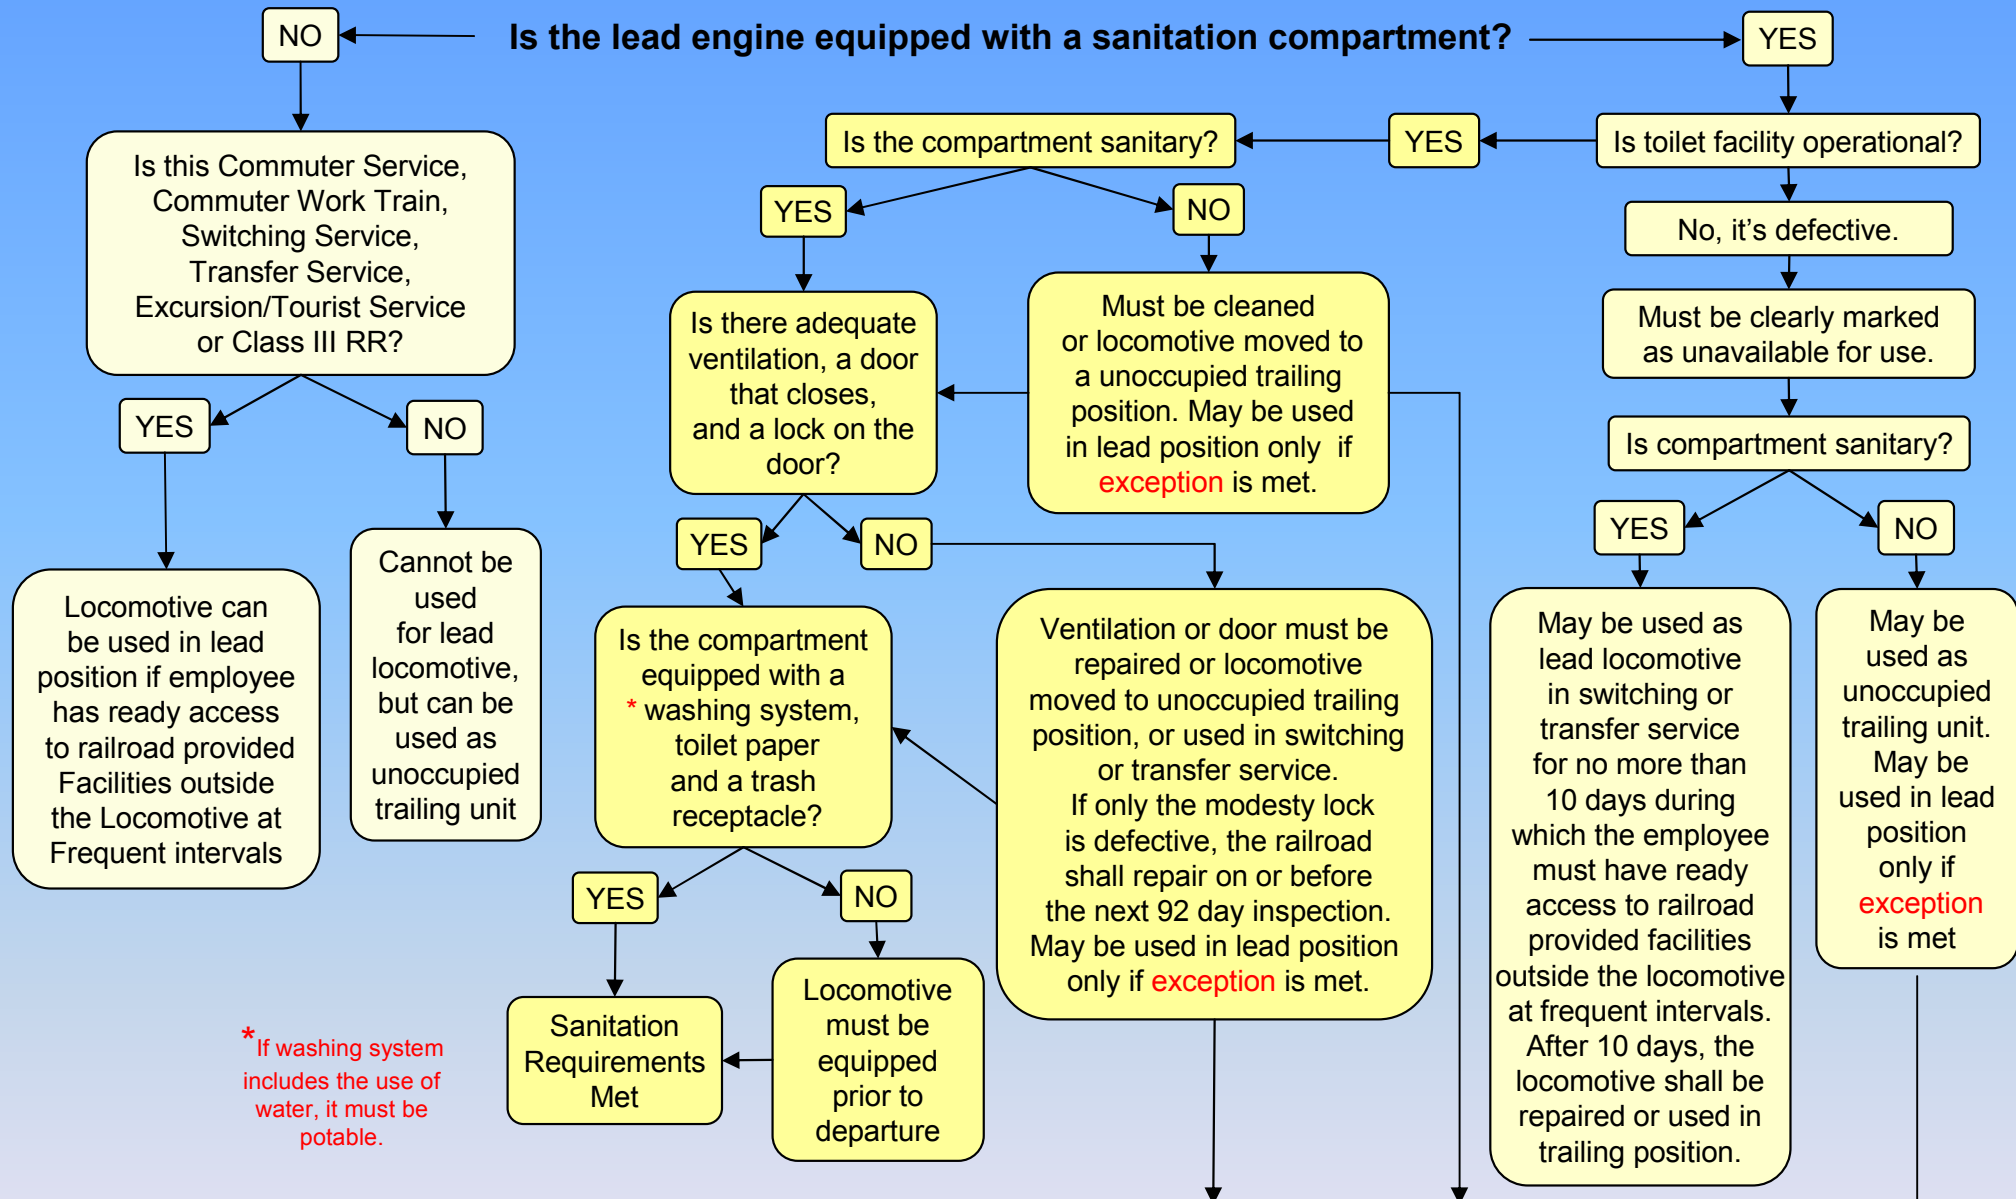 NO
Is the lead engine equipped with a sanitation compartment?
YES
Is this Commuter Service,
Commuter Work Train,
Switching Service,
Transfer Service,
Excursion/Tourist Service
or Class III RR?
YES
NO
Locomotive can
be used in lead
position if employee
has ready access
to railroad provided
Facilities outside
the Locomotive at
Frequent intervals
Cannot be
used
for lead
locomotive,
but can be
used as
unoccupied
trailing unit
Is toilet facility operational?
YES
Is the compartment sanitary?
YES
NO
Is there adequate
ventilation, a door
that closes,
and a lock on the
door?
Must be cleaned
or locomotive moved to
a unoccupied trailing
position. May be used
in lead position only if
exception is met.
YES
NO
Is the compartment
equipped with a
* washing system,
toilet paper
and a trash
receptacle?
Ventilation or door must be
repaired or locomotive
moved to unoccupied trailing
position, or used in switching
or transfer service.
If only the modesty lock
is defective, the railroad
shall repair on or before
the next 92 day inspection.
May be used in lead position
only if exception is met.
YES
NO
Sanitation
Requirements
Met
Locomotive
must be
equipped
prior to
departure
*If washing system
includes the use of
water, it must be
potable.
No, it's defective.
Must be clearly marked
as unavailable for use.
Is compartment sanitary?
YES
NO
May be used as
lead locomotive
in switching or
transfer service
for no more than
10 days during
which the employee
must have ready
access to railroad
provided facilities
outside the locomotive
at frequent intervals.
After 10 days, the
locomotive shall be
repaired or used in
trailing position.
May be
used as
unoccupied
trailing unit.
May be
used in lead
position
only if
exception
is met